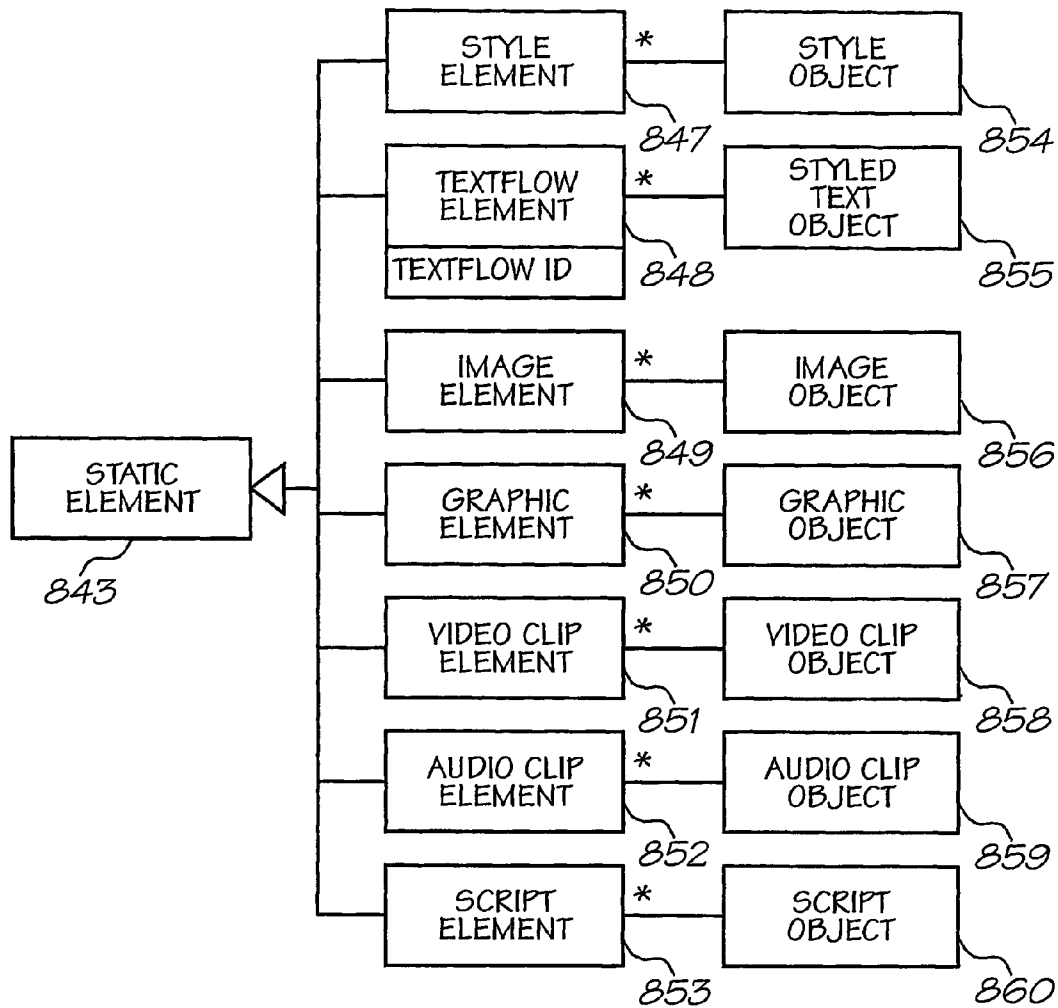 STYLE
ELEMENT
847
*
STYLE
OBJECT
854
TEXTFLOW
ELEMENT
848
TEXTFLOW ID
*
STYLED
TEXT
OBJECT
855
IMAGE
ELEMENT
849
*
IMAGE
OBJECT
856
STATIC
ELEMENT
843
GRAPHIC
ELEMENT
850
*
GRAPHIC
OBJECT
857
VIDEO CLIP
ELEMENT
851
*
VIDEO CLIP
OBJECT
858
AUDIO CLIP
ELEMENT
852
*
AUDIO CLIP
OBJECT
859
SCRIPT
ELEMENT
853
*
SCRIPT
OBJECT
860